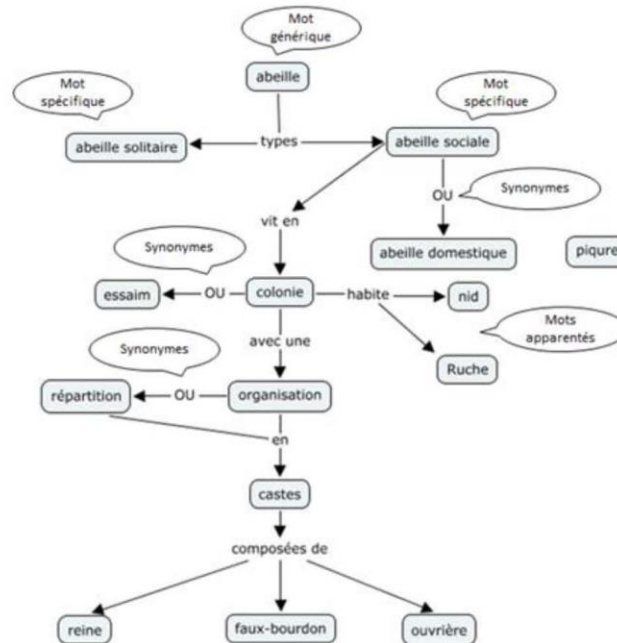 Mot
générique
abeille
Mot
spécifique
Mot
spécifique
abeille solitaire
types
abeille sociale
OU
Synonymes
vit en
abeille domestique
piqure
Synonymes
essaim
OU
colonie
habite
nid
Mots
apparentés
avec une
Synonymes
Ruche
répartition
OU
organisation
en
castes
composées de
reine
faux-bourdon
ouvrière